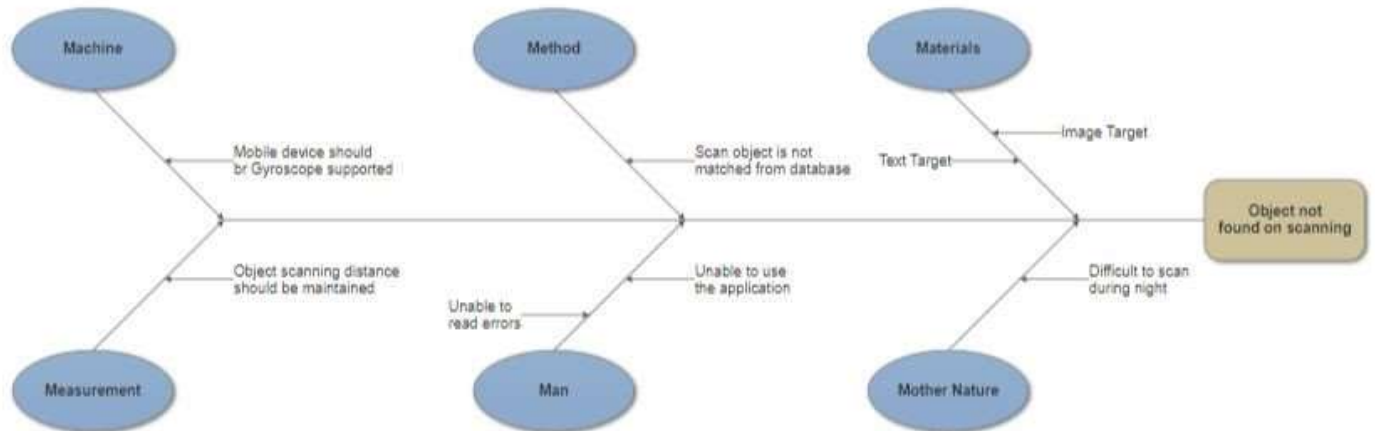 Machine
Method
Materials
Mobile device should
br Gyroscope supported
Scan object is not
matched from database
Image Target
Text Target
Object not
found on scanning
Object scanning distance
should be maintained
Unable to
read errors
Unable to use
the application
Difficult to scan
during night
Measurement
Man
Mother Nature